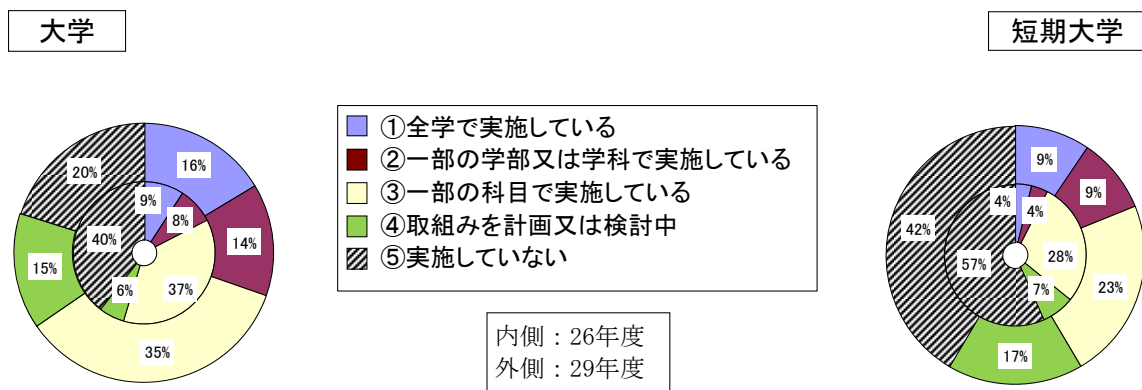 大学
短期大学
20%
16%
9%
8%
40%
14%
15%
6%
37%
35%
①全学で実施している
②一部の学部又は学科で実施している
③一部の科目で実施している
④取組みを計画又は検討中
⑤実施していない
内側：26年度
外側：29年度
9%
9%
4%
4%
42%
57%
28%
7%
23%
17%